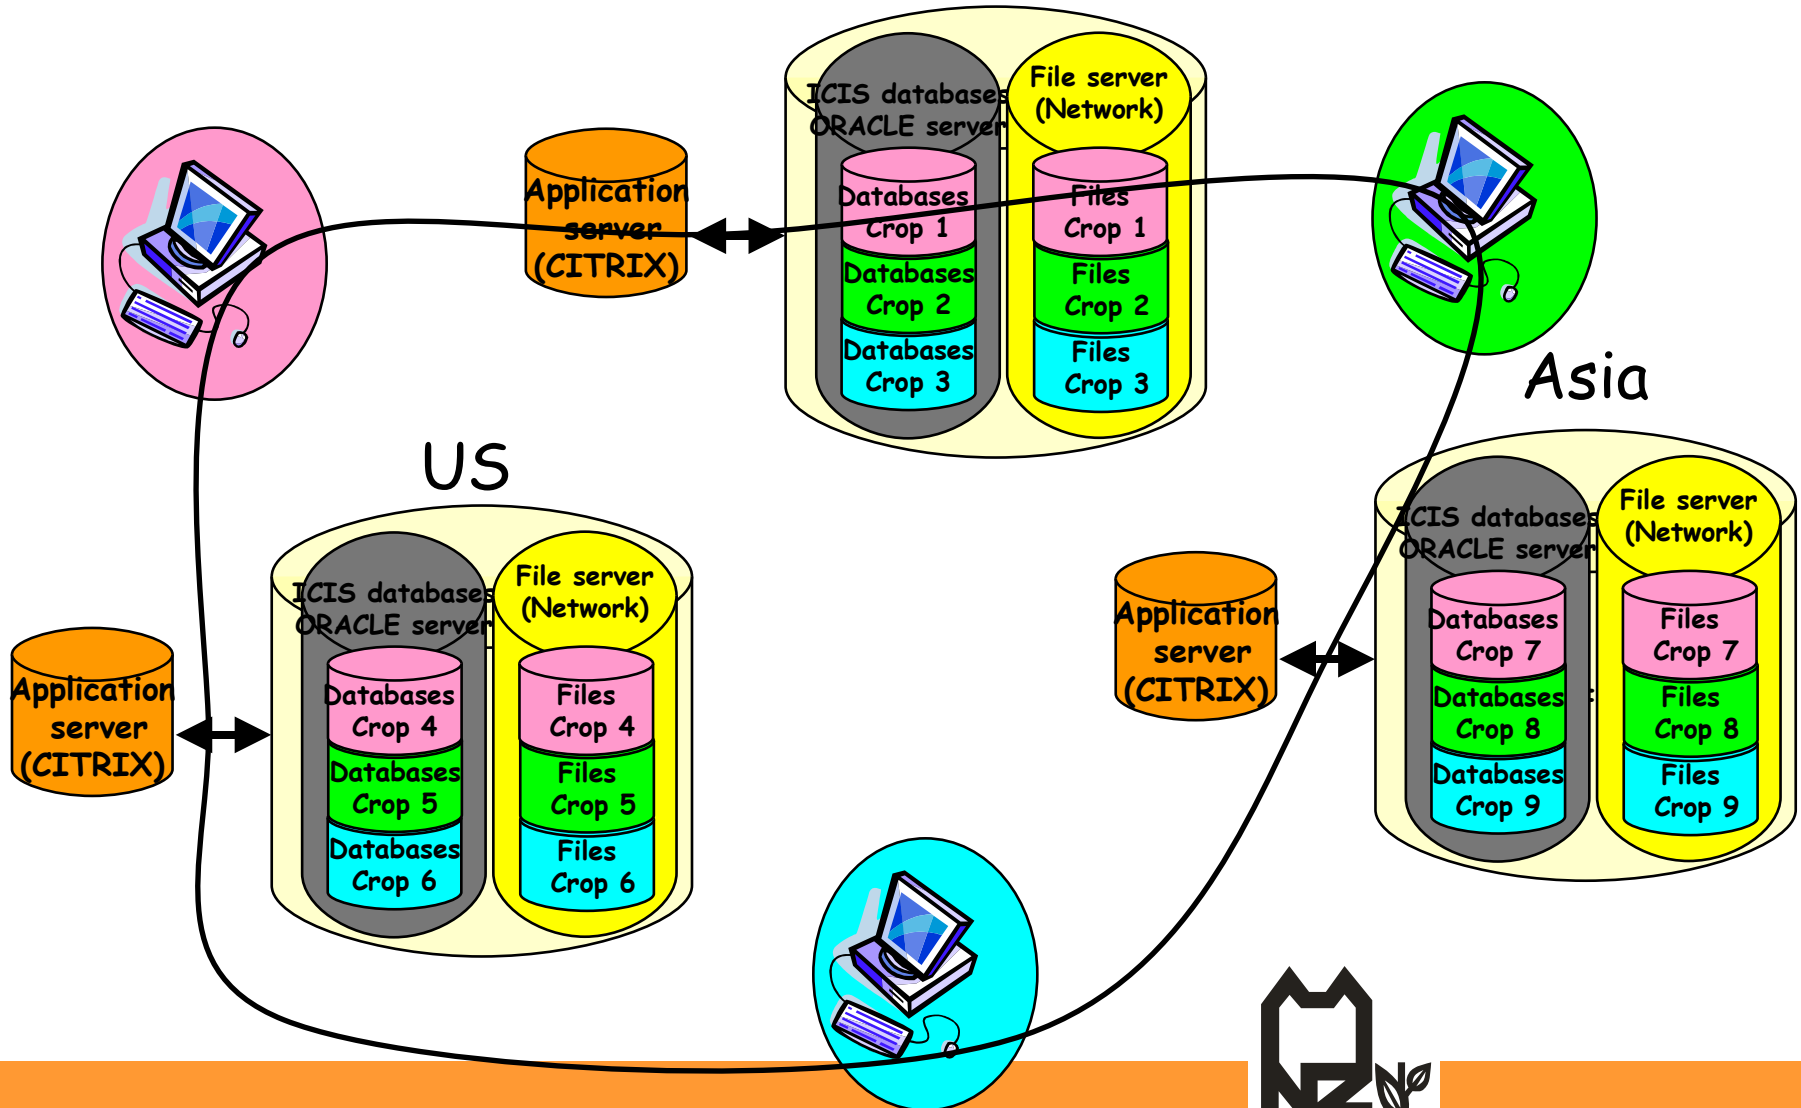 ICIS databases
ORACLE server
File server
(Network)
Application
server
(CITRIX)
Databases
Crop 1
Databases
Crop 2
Databases
Crop 3
Files
Crop 1
Files
Crop 2
Files
Crop 3
US
ICIS databases
ORACLE server
File server
(Network)
Application
server
(CITRIX)
Databases
Crop 4
Databases
Crop 5
Databases
Crop 6
Files
Crop 4
Files
Crop 5
Files
Crop 6
Asia
ICIS databases
ORACLE server
File server
(Network)
Application
server
(CITRIX)
Databases
Crop 7
Databases
Crop 8
Databases
Crop 9
Files
Crop 7
Files
Crop 8
Files
Crop 9